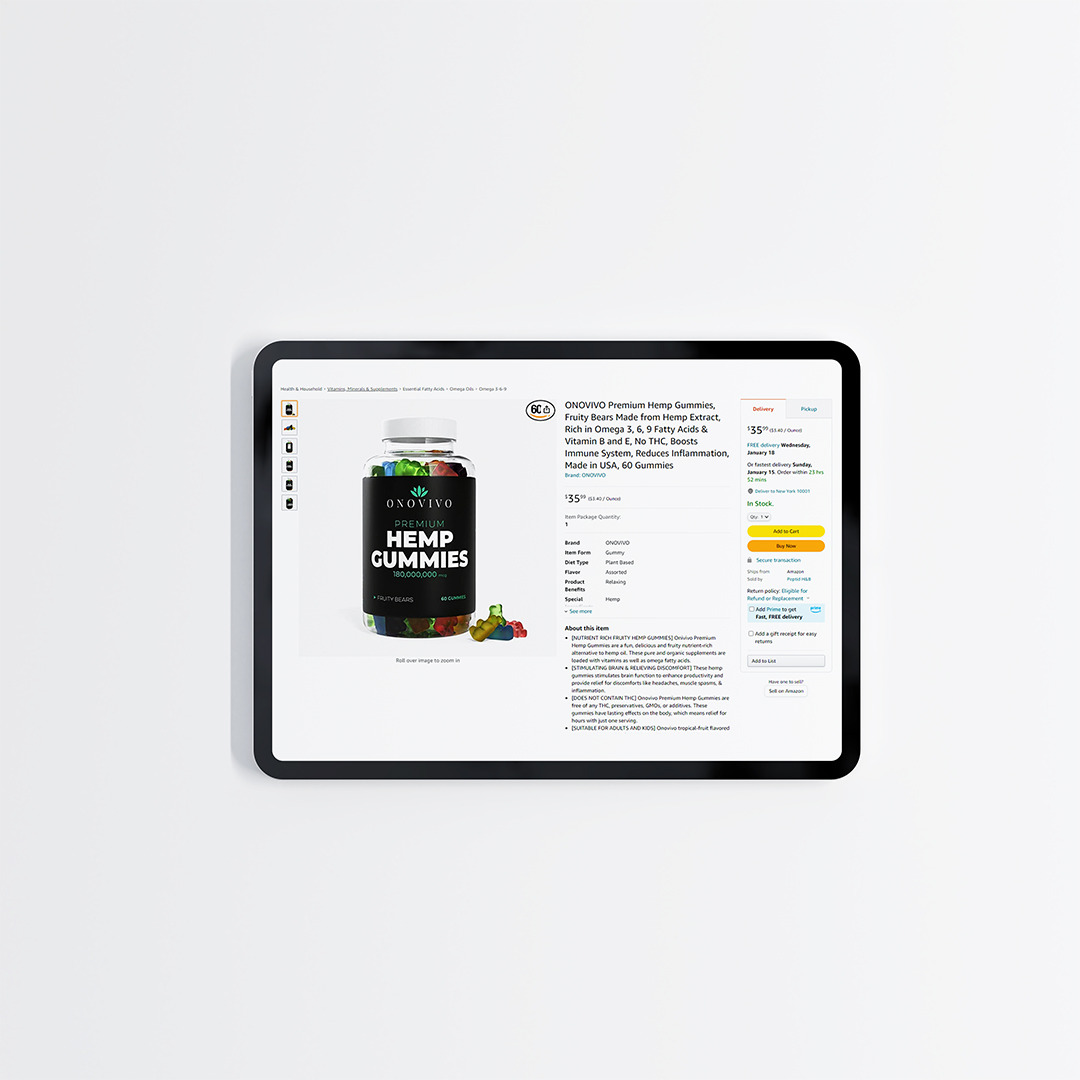 Health & Household › Vitamins, Minerals & Supplements › Essential Fatty Acids › Omega Oils › Omega 3-6-9
60
ONOVIVO
PREMIUM
HEMP
GUMMIES
180,000,000 MCG
FRUITY BEARS
60 GUMMIES
Roll over image to zoom in
ONOVIVO Premium Hemp Gummies,
Fruity Bears Made from Hemp Extract,
Rich in Omega 3, 6, 9 Fatty Acids &
Vitamin B and E, No THC, Boosts
Immune System, Reduces Inflammation,
Made in USA, 60 Gummies
Brand: ONOVIVO
$35⁹⁹ ($3.40 / Ounce)
Item Package Quantity:
1
Brand ONOVIVO
Item Form Gummy
Diet Type Plant Based
Flavor Assorted
Product Relaxing
Benefits
Special Hemp
See more
About this item
• [NUTRIENT RICH FRUITY HEMP GUMMIES] Onivivo Premium
Hemp Gummies are a fun, delicious and fruity nutrient-rich
alternative to hemp oil. These pure and organic supplements are
loaded with vitamins as well as omega fatty acids.
• [STIMULATING BRAIN & RELIEVING DISCOMFORT] These hemp
gummies stimulates brain function to enhance productivity and
provide relief for discomforts like headaches, muscle spasms, &
inflammation.
• [DOES NOT CONTAIN THC] Onovivo Premium Hemp Gummies are
free of any THC, preservatives, GMOs, or additives. These
gummies have lasting effects on the body, which means relief for
hours with just one serving.
• [SUITABLE FOR ADULTS AND KIDS] Onovivo tropical-fruit flavored
Delivery
Pickup
$35⁹⁹ ($3.40 / Ounce)
FREE delivery Wednesday,
January 18
Or fastest delivery Sunday,
January 15. Order within 23 hrs
52 mins
Deliver to New York 10001
In Stock.
Qty: 1
Add to Cart
Buy Now
Secure transaction
Ships from Amazon
Sold by Popted H&B
Return policy: Eligible for
Refund or Replacement
Add Prime to get
Fast, FREE delivery
prime
Add a gift receipt for easy
returns
Add to List
Have one to sell?
Sell on Amazon